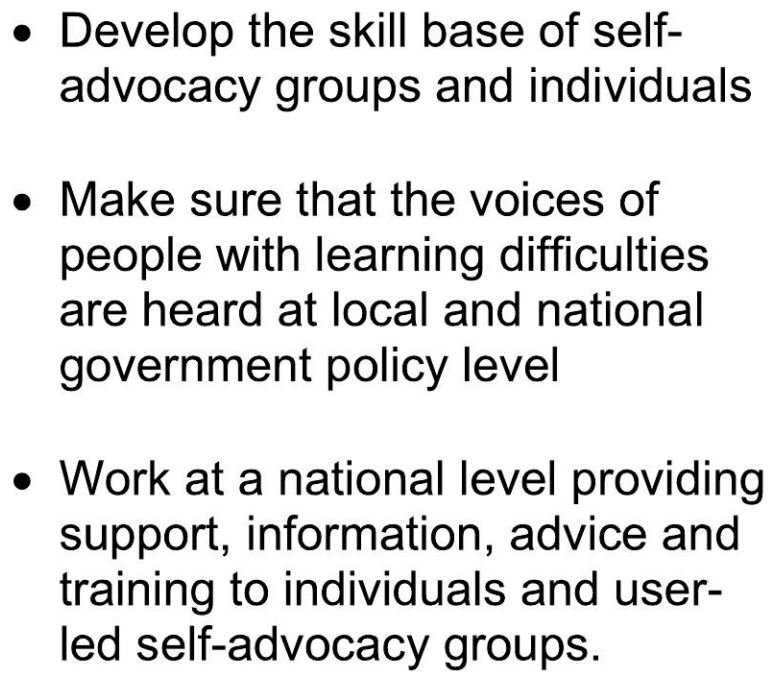 • Develop the skill base of self-
advocacy groups and individuals
• Make sure that the voices of
people with learning difficulties
are heard at local and national
government policy level
• Work at a national level providing
support, information, advice and
training to individuals and user-
led self-advocacy groups.